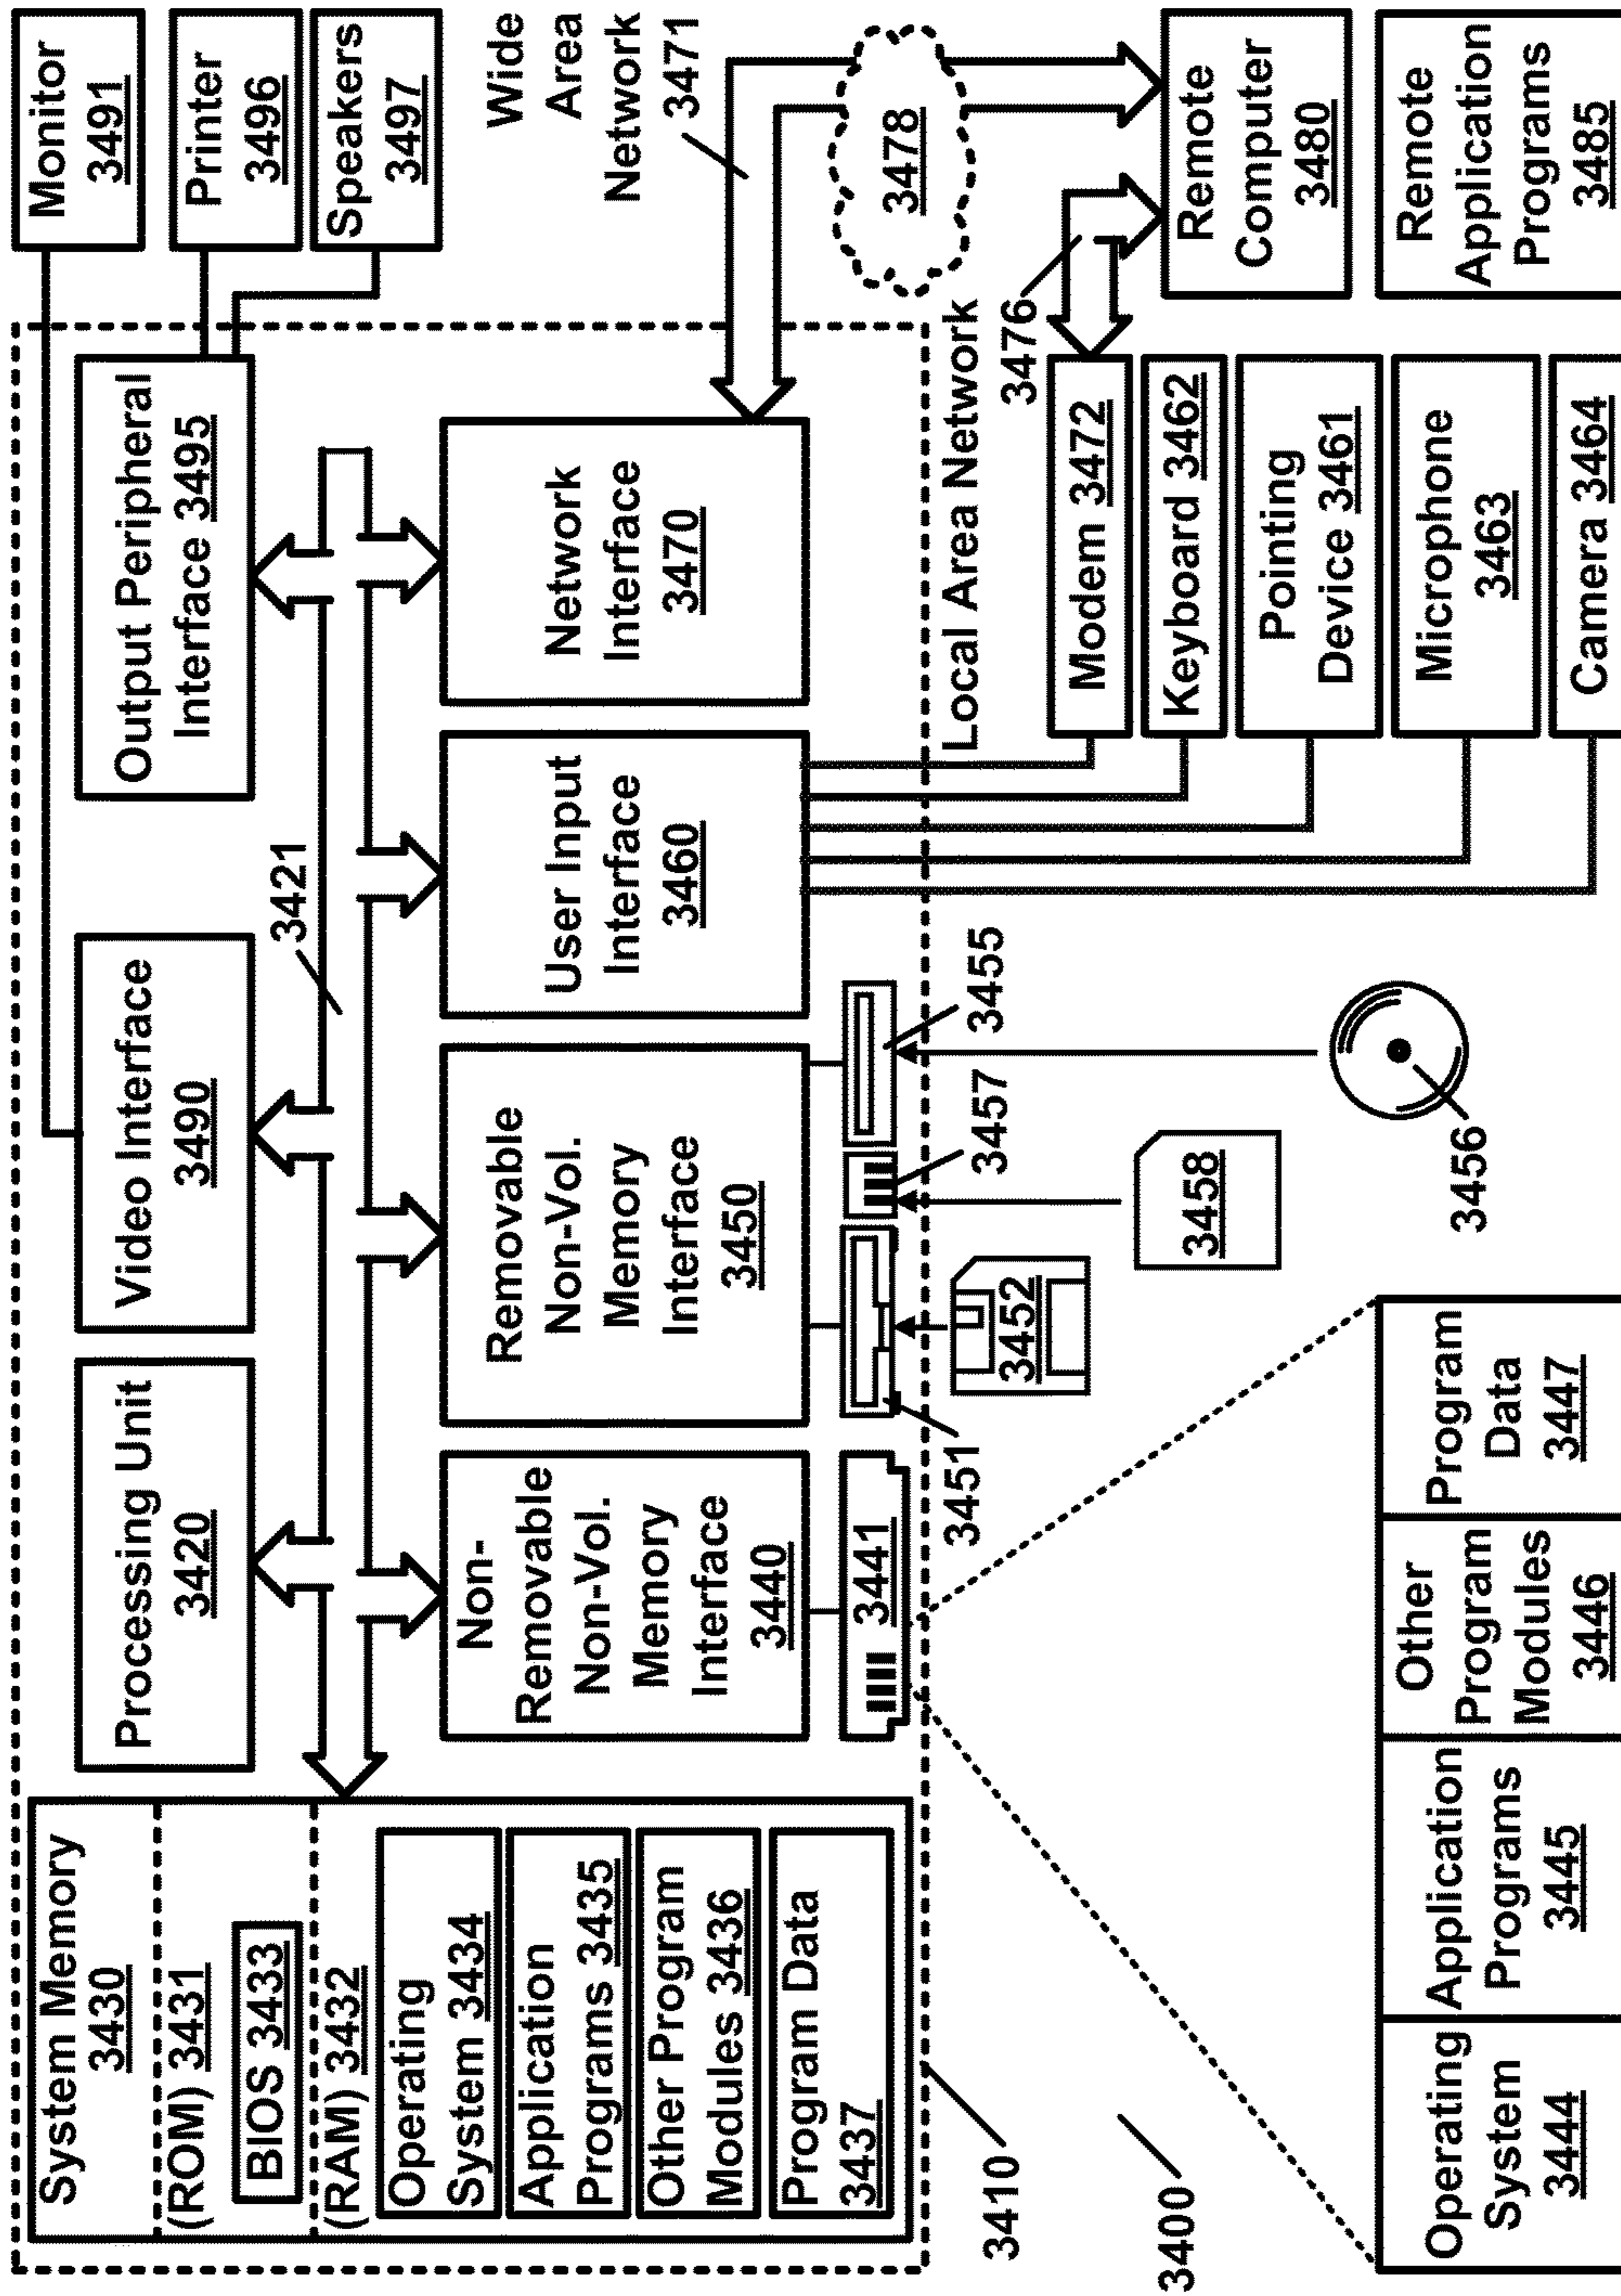 System Memory
3430
(ROM) 3431
BIOS 3433
(RAM) 3432
Operating
System 3434
Application
Programs 3435
Other Program
Modules 3436
Program Data
3437
Processing Unit
3420
Video Interface
3490
Output Peripheral
Interface 3495
3421
Non-
Removable
Non-Vol.
Memory
Interface
3440
Removable
Non-Vol.
Memory
Interface
3450
User Input
Interface
3460
Network
Interface
3470
Monitor
3491
Printer
3496
Speakers
3497
Wide
Area
Network
3471
3478
3441
3451
3452
3457
3455
3458
3456
Local Area Network
3476
Modem 3472
Keyboard 3462
Pointing
Device 3461
Microphone
3463
Camera 3464
Remote
Computer
3480
Remote
Application
Programs
3485
3410
3400
Operating
System
3444
Application
Programs
3445
Other
Program
Modules
3446
Program
Data
3447